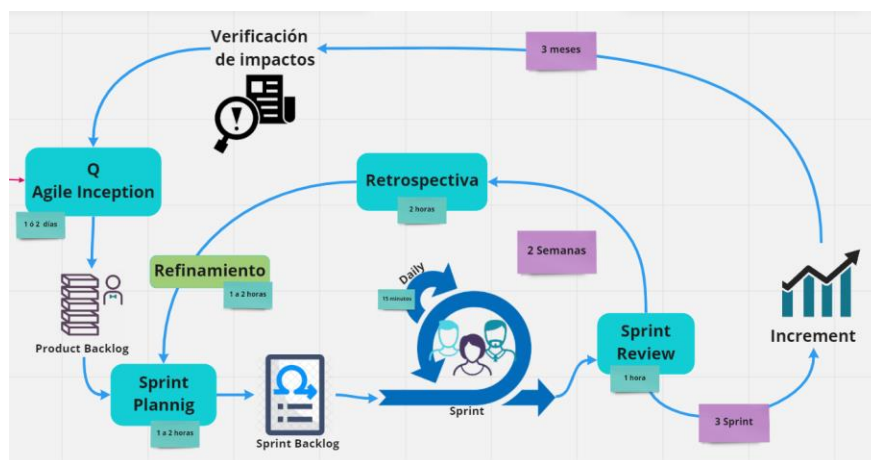 Verificación
de impactos
3 meses
Q
Agile Inception
1 ó 2 días
Retrospectiva
2 horas
2 Semanas
Refinamiento
1 a 2 horas
Daily
15 minutos
Product Backlog
Increment
Sprint
Review
1 hora
Sprint
Plannig
1 a 2 horas
Sprint Backlog
Sprint
3 Sprint